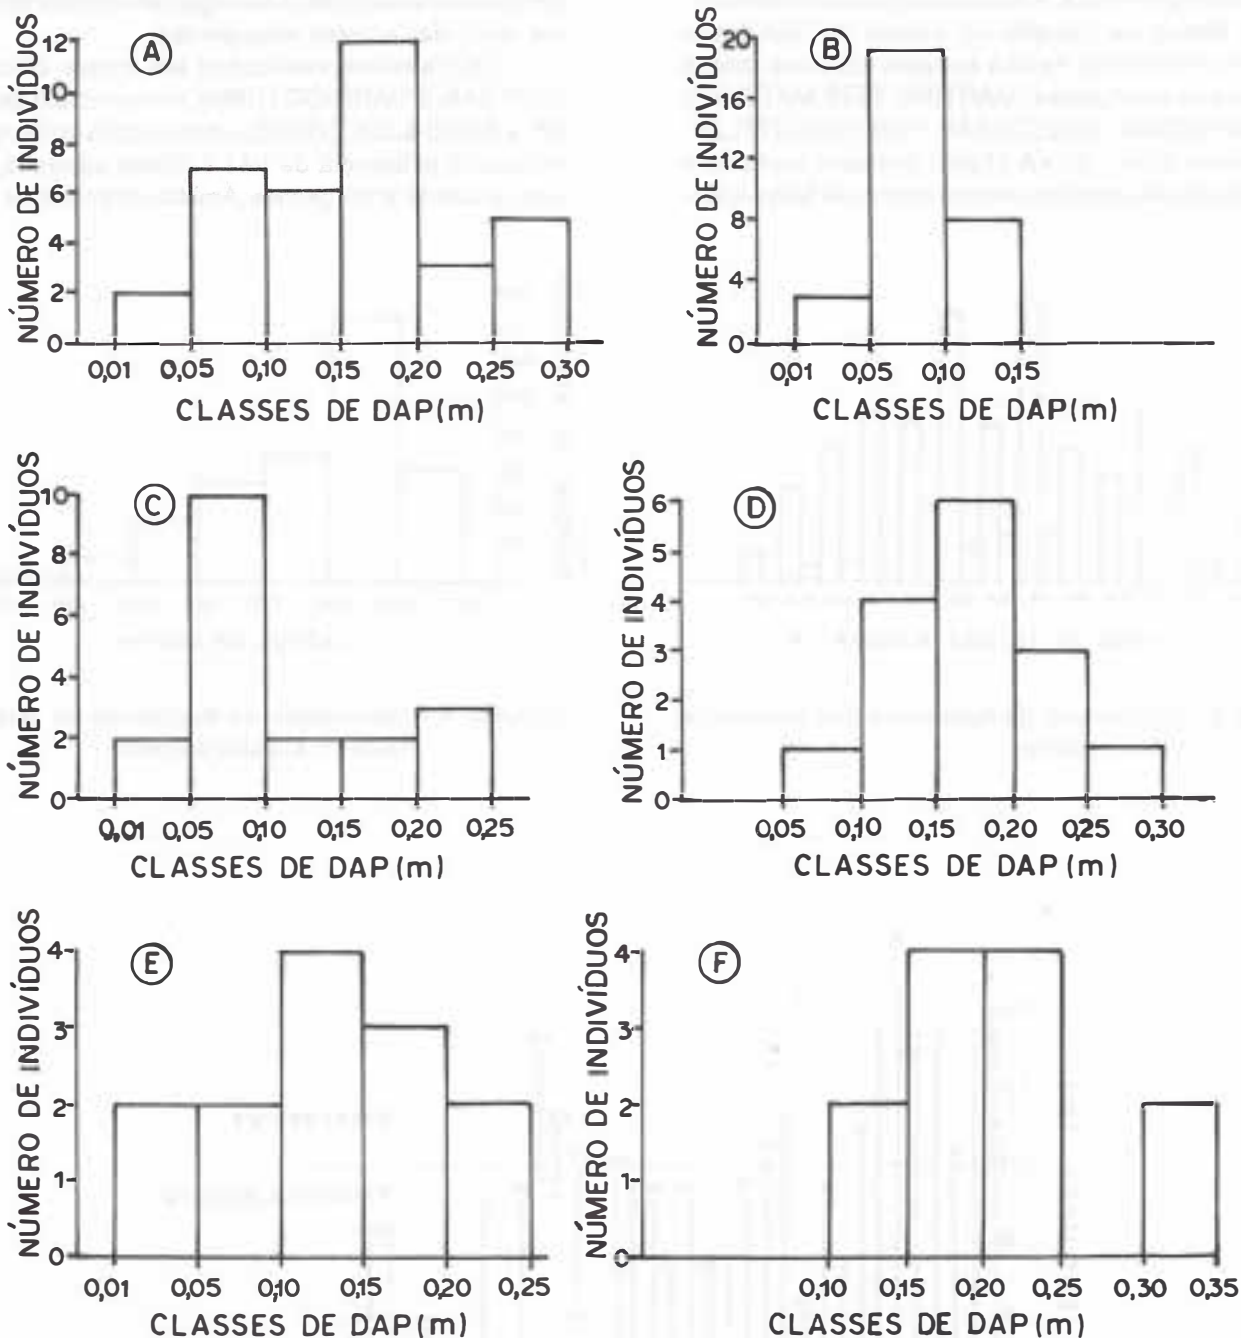 A
NÚMERO DE INDIVÍDUOS
12
10
8
6
4
2
0
0,01 0,05 0,10 0,15 0,20 0,25 0,30
CLASSES DE DAP(m)
B
NÚMERO DE INDIVÍDUOS
20
16
12
8
4
0
0,01 0,05 0,10 0,15
CLASSES DE DAP(m)
C
NÚMERO DE INDIVÍDUOS
10
8
6
4
2
0
0,01 0,05 0,10 0,15 0,20 0,25
CLASSES DE DAP(m)
D
NÚMERO DE INDIVÍDUOS
6
5
4
3
2
1
0
0,05 0,10 0,15 0,20 0,25 0,30
CLASSES DE DAP(m)
E
NÚMERO DE INDIVÍDUOS
4
3
2
1
0
0,01 0,05 0,10 0,15 0,20 0,25
CLASSES DE DAP(m)
F
NÚMERO DE INDIVÍDUOS
4
3
2
1
0
0,10 0,15 0,20 0,25 0,30 0,35
CLASSES DE DAP(m)